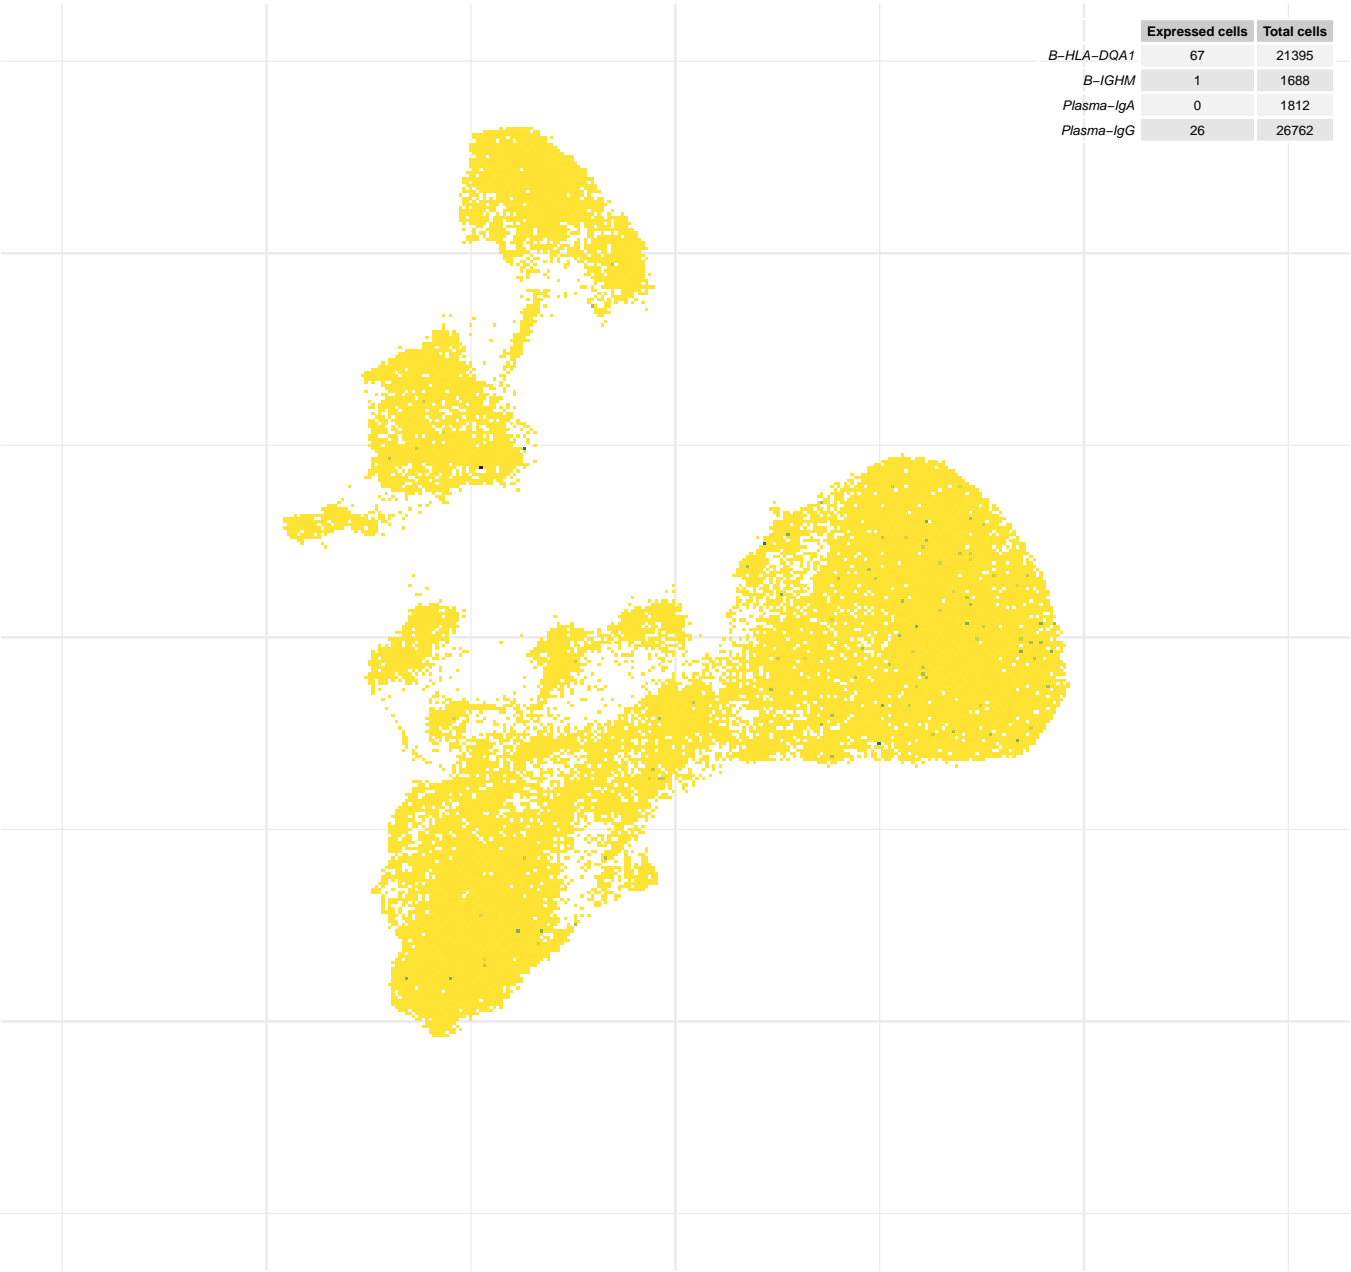 Expressed cells Total cells
B−HLA−DQA1 67 21395
B−IGHM 1 1688
Plasma−IgA 0 1812
Plasma−IgG 26 26762